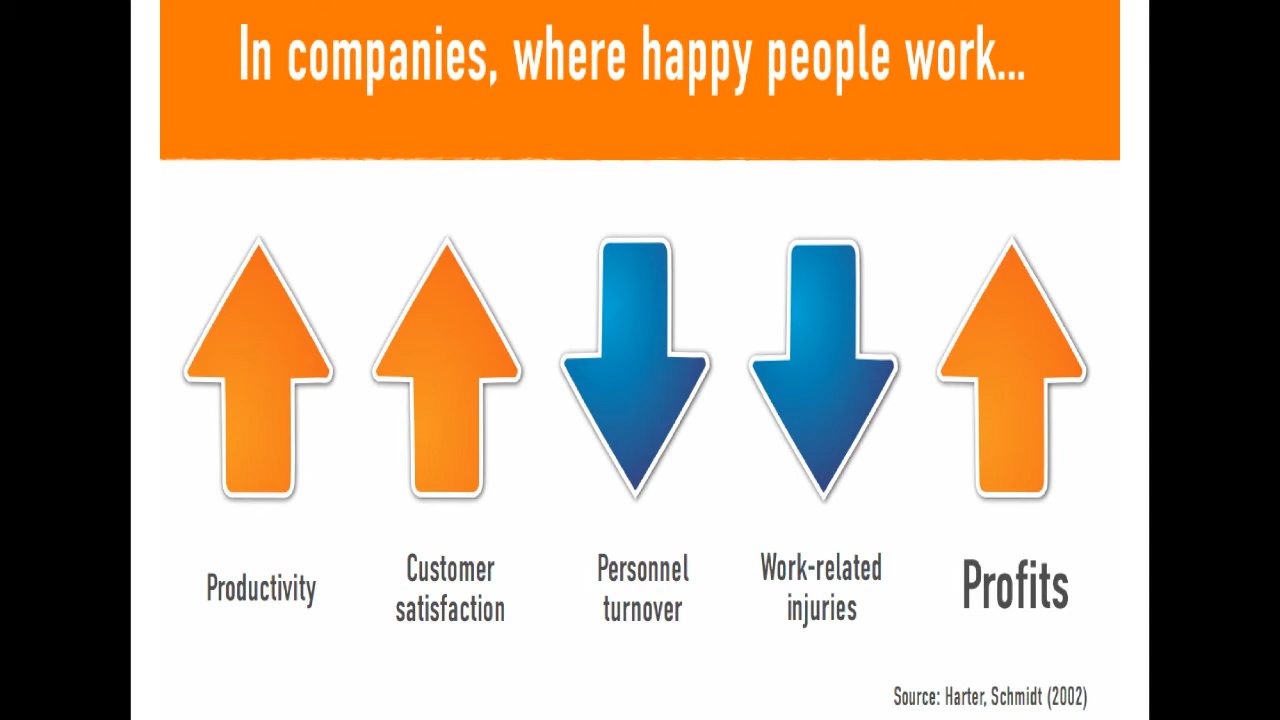 In companies, where happy people work...
Productivity
Customer
satisfaction
Personnel
turnover
Work-related
injuries
Profits
Source: Harter, Schmidt (2002)